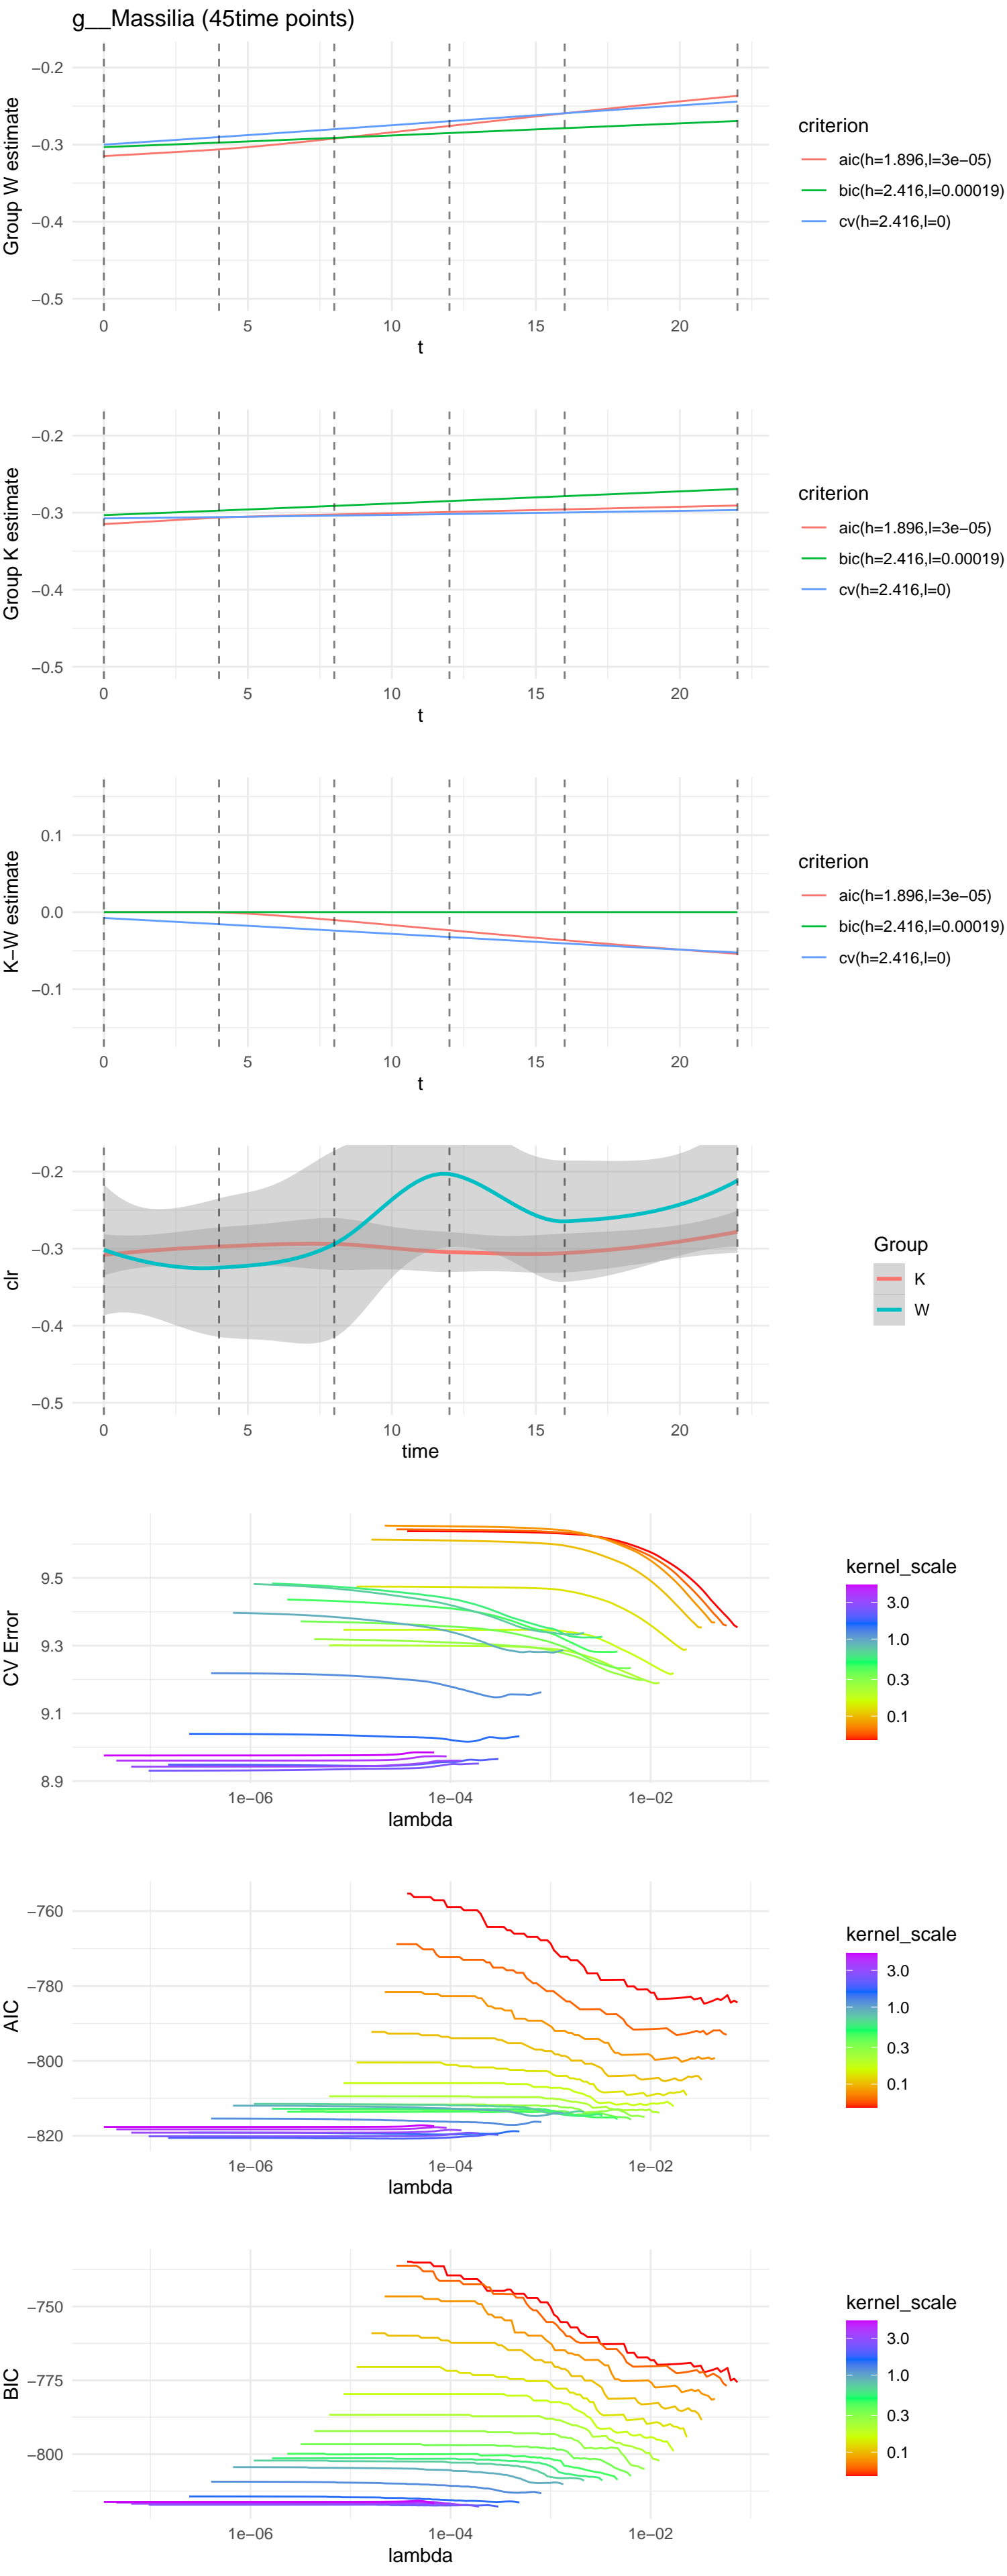 g__Massilia (45time points)
Group W estimate
−0.2
−0.3
−0.4
−0.5
0 5 10 15 20
t
criterion
aic(h=1.896,l=3e−05)
bic(h=2.416,l=0.00019)
cv(h=2.416,l=0)
Group K estimate
−0.2
−0.3
−0.4
−0.5
0 5 10 15 20
t
criterion
aic(h=1.896,l=3e−05)
bic(h=2.416,l=0.00019)
cv(h=2.416,l=0)
K−W estimate
0.1
0.0
−0.1
0 5 10 15 20
t
criterion
aic(h=1.896,l=3e−05)
bic(h=2.416,l=0.00019)
cv(h=2.416,l=0)
clr
−0.2
−0.3
−0.4
−0.5
0 5 10 15 20
time
Group
K
W
CV Error
9.5
9.3
9.1
8.9
1e−06 1e−04 1e−02
lambda
kernel_scale
3.0
1.0
0.3
0.1
AIC
−760
−780
−800
−820
1e−06 1e−04 1e−02
lambda
kernel_scale
3.0
1.0
0.3
0.1
BIC
−750
−775
−800
1e−06 1e−04 1e−02
lambda
kernel_scale
3.0
1.0
0.3
0.1